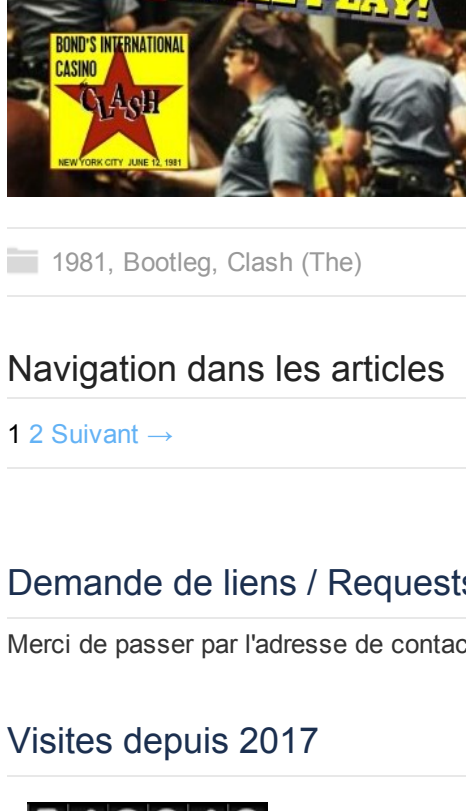 PLAY!
BOND'S INTERNATIONAL
CASINO
CLASH
NEW YORK CITY JUNE 12, 1981
1981, Bootleg, Clash (The)
Navigation dans les articles
1 2 Suivant →
Demande de liens / Requests
Merci de passer par l'adresse de contac
Visites depuis 2017